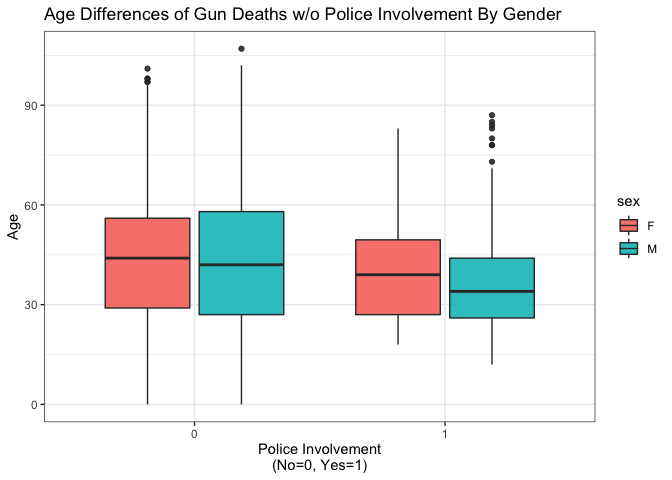 Age Differences of Gun Deaths w/o Police Involvement By Gender
Age
90
60
30
0
0
1
Police Involvement
(No=0, Yes=1)
sex
F
M